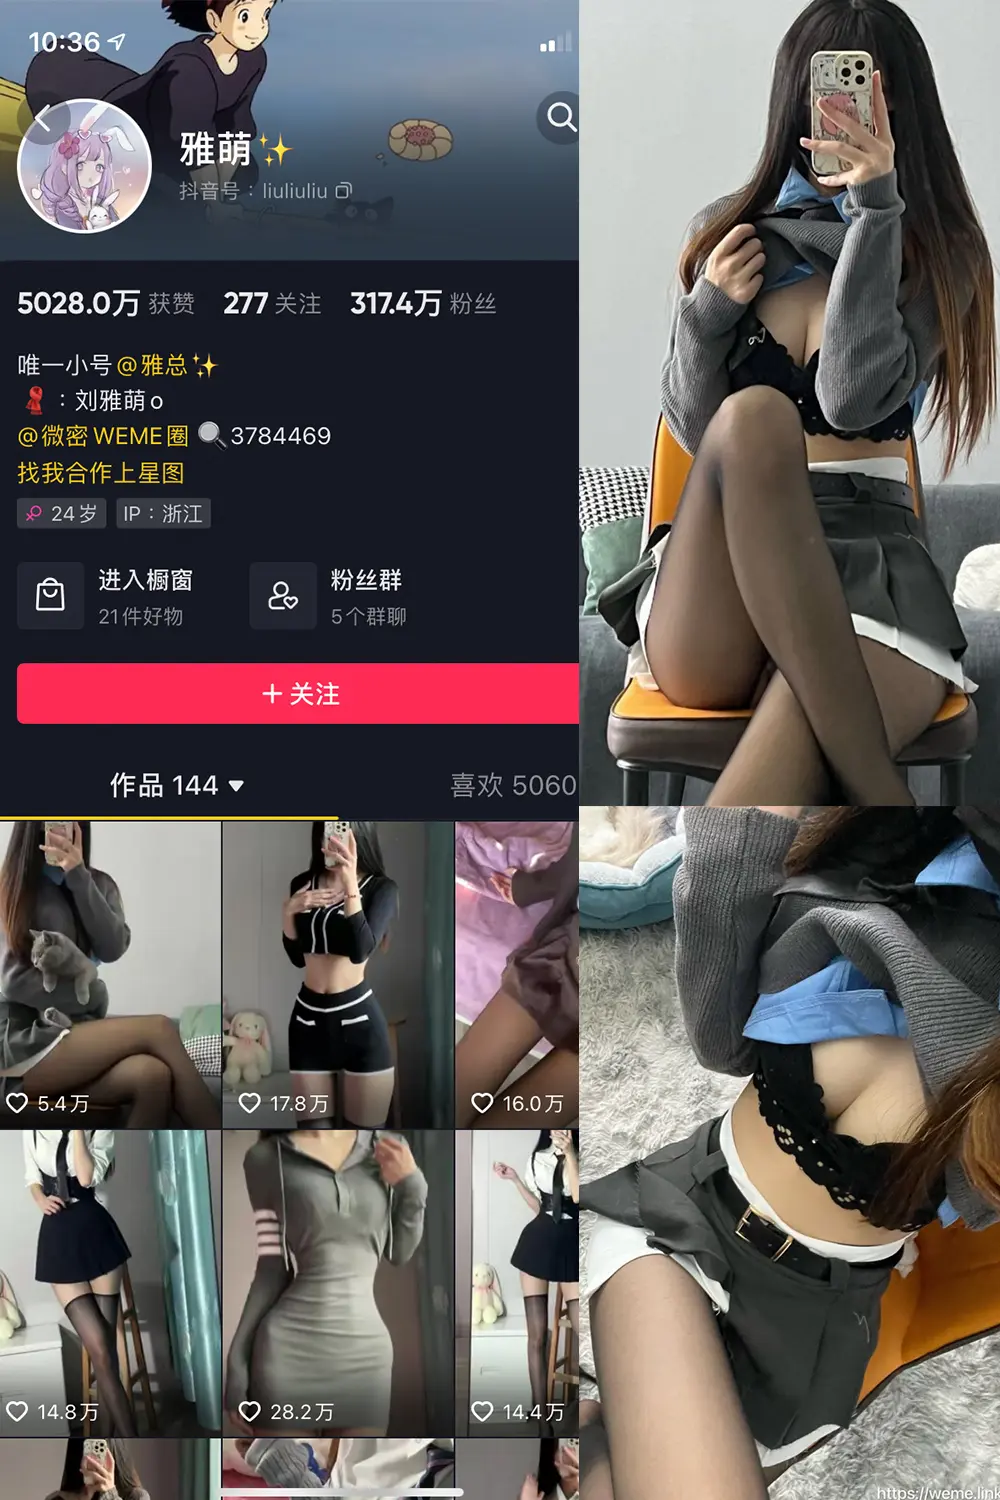 10:36
雅萌✨
抖音号：liuliuliu
5028.0万 获赞 277 关注 317.4万 粉丝
唯一小号@雅总✨
🧣：刘雅萌o
@微密WEME圈🔍3784469
找我合作上星图
♀ 24岁 IP：浙江
进入橱窗
21件好物
粉丝群
5个群聊
+ 关注
作品 144 ▼ 喜欢 5060
5.4万 17.8万 16.0万
14.8万 28.2万 14.4万
https://weme.link